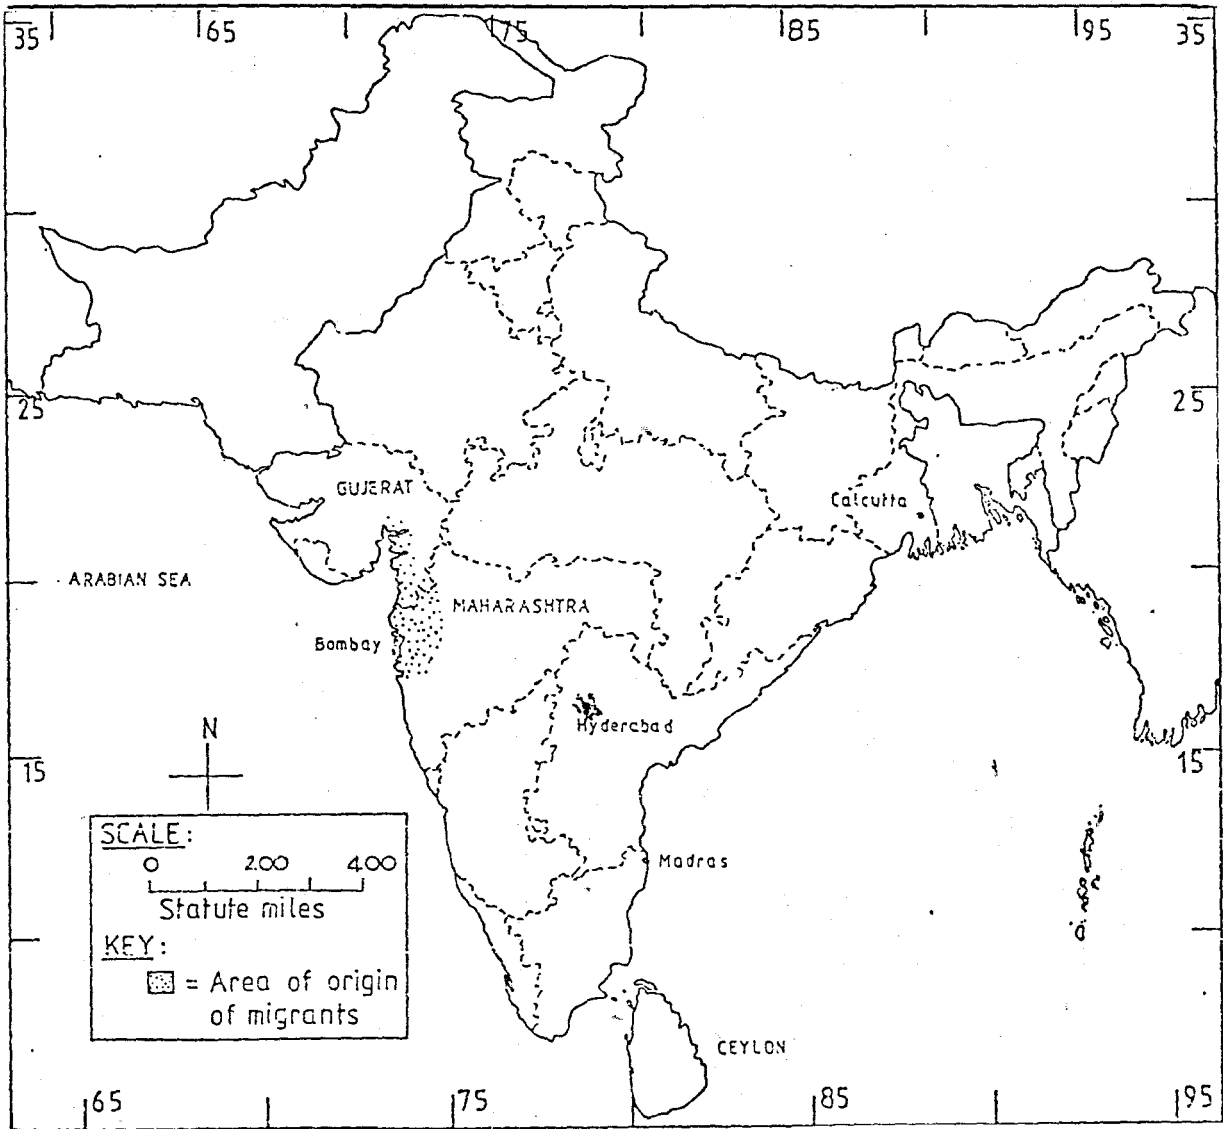 35 65 75 85 95 35
25 25
GUJERAT
Calcutta
ARABIAN SEA
MAHARASHTRA
Bombay
Hyderabad
N
15 15
SCALE:
0 200 400
Statute miles
Madras
KEY:
= Area of origin
of migrants
CEYLON
65 75 85 95